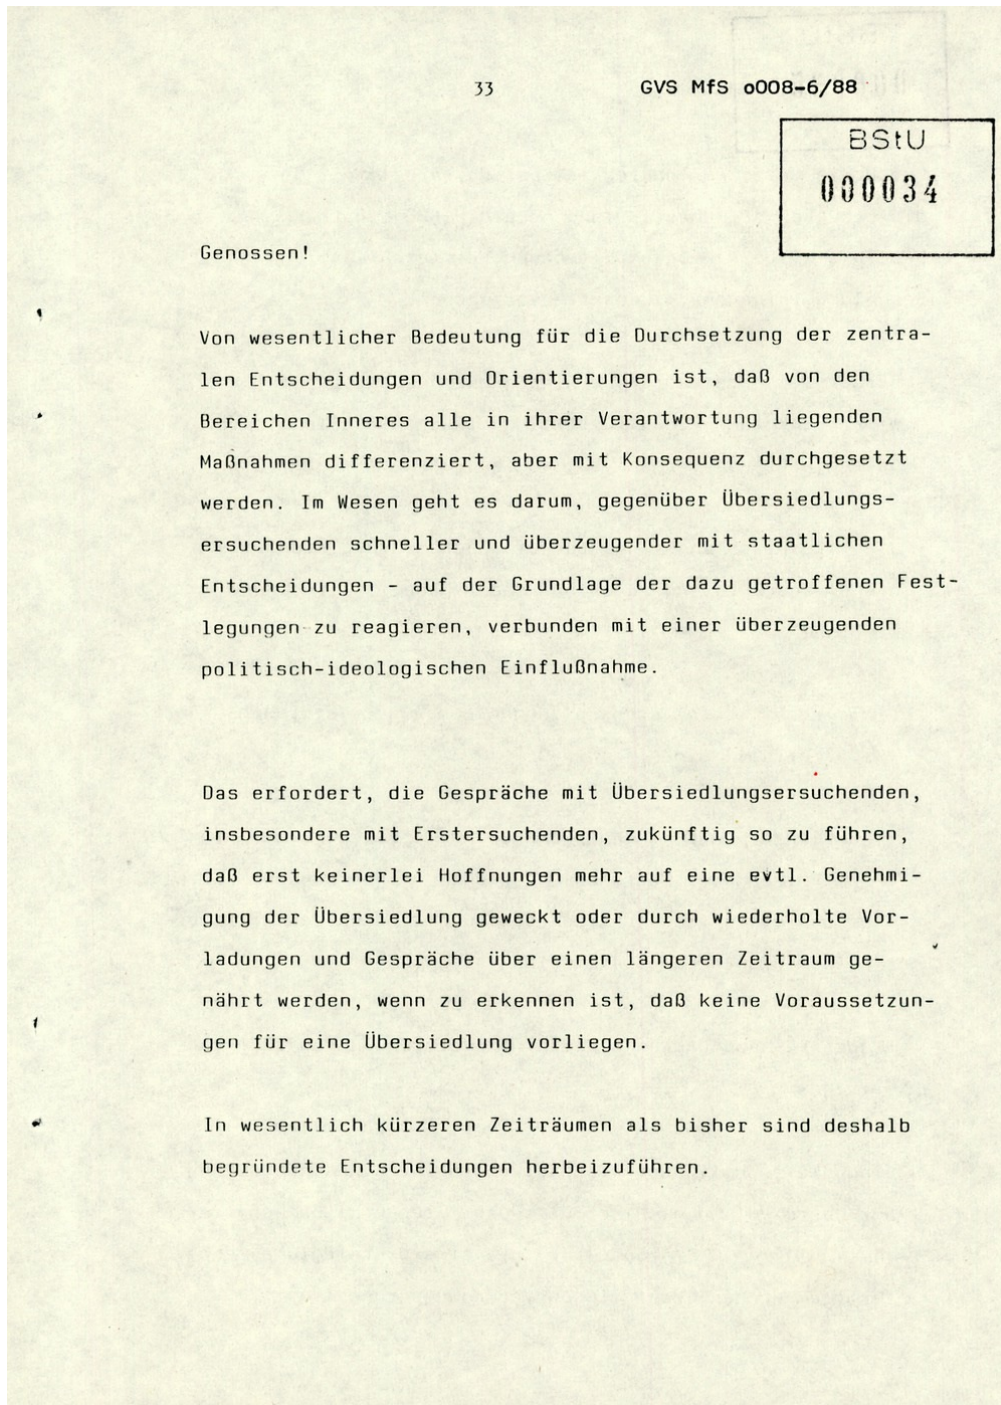 33 GVS MfS o008-6/88
BStU
000034
Genossen!
Von wesentlicher Bedeutung für die Durchsetzung der zentra-
len Entscheidungen und Orientierungen ist, daß von den
Bereichen Inneres alle in ihrer Verantwortung liegenden
Maßnahmen differenziert, aber mit Konsequenz durchgesetzt
werden. Im Wesen geht es darum, gegenüber Übersiedlungs-
ersuchenden schneller und überzeugender mit staatlichen
Entscheidungen - auf der Grundlage der dazu getroffenen Fest-
legungen zu reagieren, verbunden mit einer überzeugenden
politisch-ideologischen Einflußnahme.
Das erfordert, die Gespräche mit Übersiedlungsersuchenden,
insbesondere mit Erstersuchenden, zukünftig so zu führen,
daß erst keinerlei Hoffnungen mehr auf eine evtl. Genehmi-
gung der Übersiedlung geweckt oder durch wiederholte Vor-
ladungen und Gespräche über einen längeren Zeitraum ge-
nährt werden, wenn zu erkennen ist, daß keine Voraussetzun-
gen für eine Übersiedlung vorliegen.
In wesentlich kürzeren Zeiträumen als bisher sind deshalb
begründete Entscheidungen herbeizuführen.